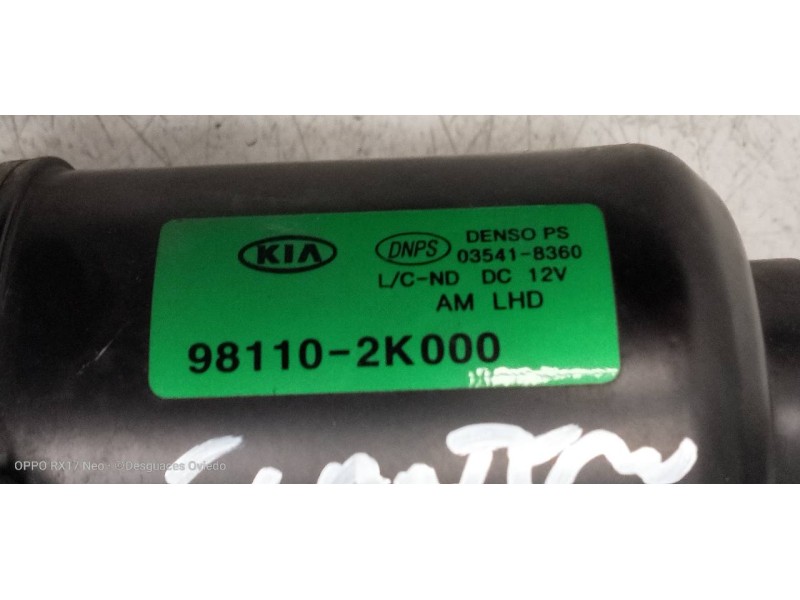 KIA
DNPS
DENSO PS
03541-8360
L/C-ND DC 12V
AM LHD
98110-2K000
OPPO RX17 Neo Desguaces Oviedo